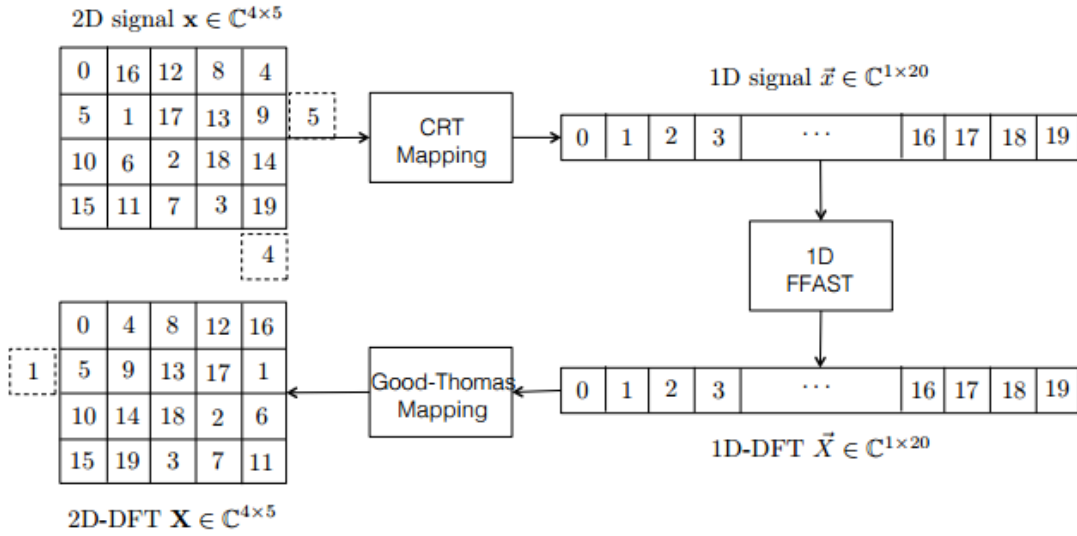 2D signal x ∈ ℂ^{4×5}
0 16 12 8 4
5 1 17 13 9 5
10 6 2 18 14
15 11 7 3 19
4
CRT
Mapping
1D signal x⃗ ∈ ℂ^{1×20}
0 1 2 3 ··· 16 17 18 19
1D
FFAST
0 4 8 12 16
1 5 9 13 17 1
10 14 18 2 6
15 19 3 7 11
Good-Thomas
Mapping
0 1 2 3 ··· 16 17 18 19
1D-DFT X⃗ ∈ ℂ^{1×20}
2D-DFT X ∈ ℂ^{4×5}